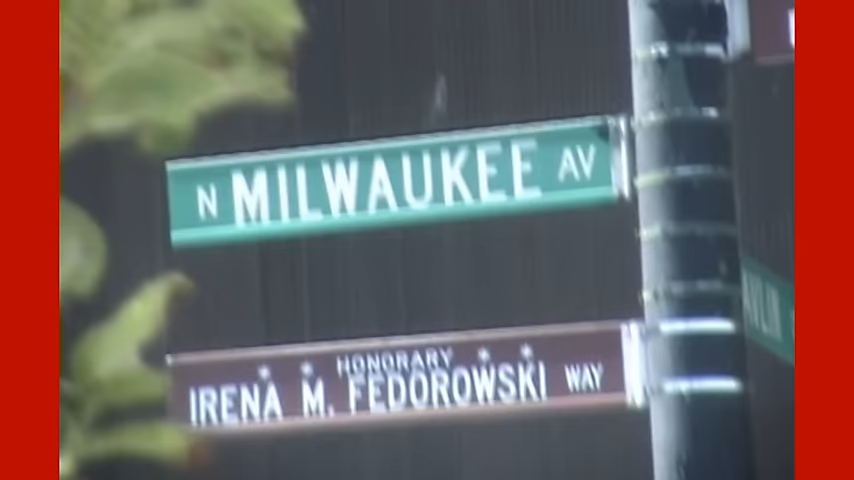 N MILWAUKEE AV
HONORARY
IRENA M. FEDOROWSKI WAY